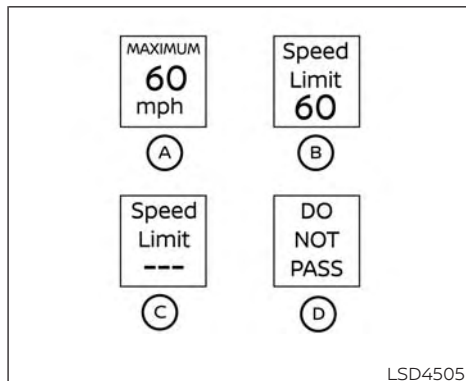 MAXIMUM
60
mph
A
Speed
Limit
60
B
Speed
Limit
---
C
DO
NOT
PASS
D
LSD4505